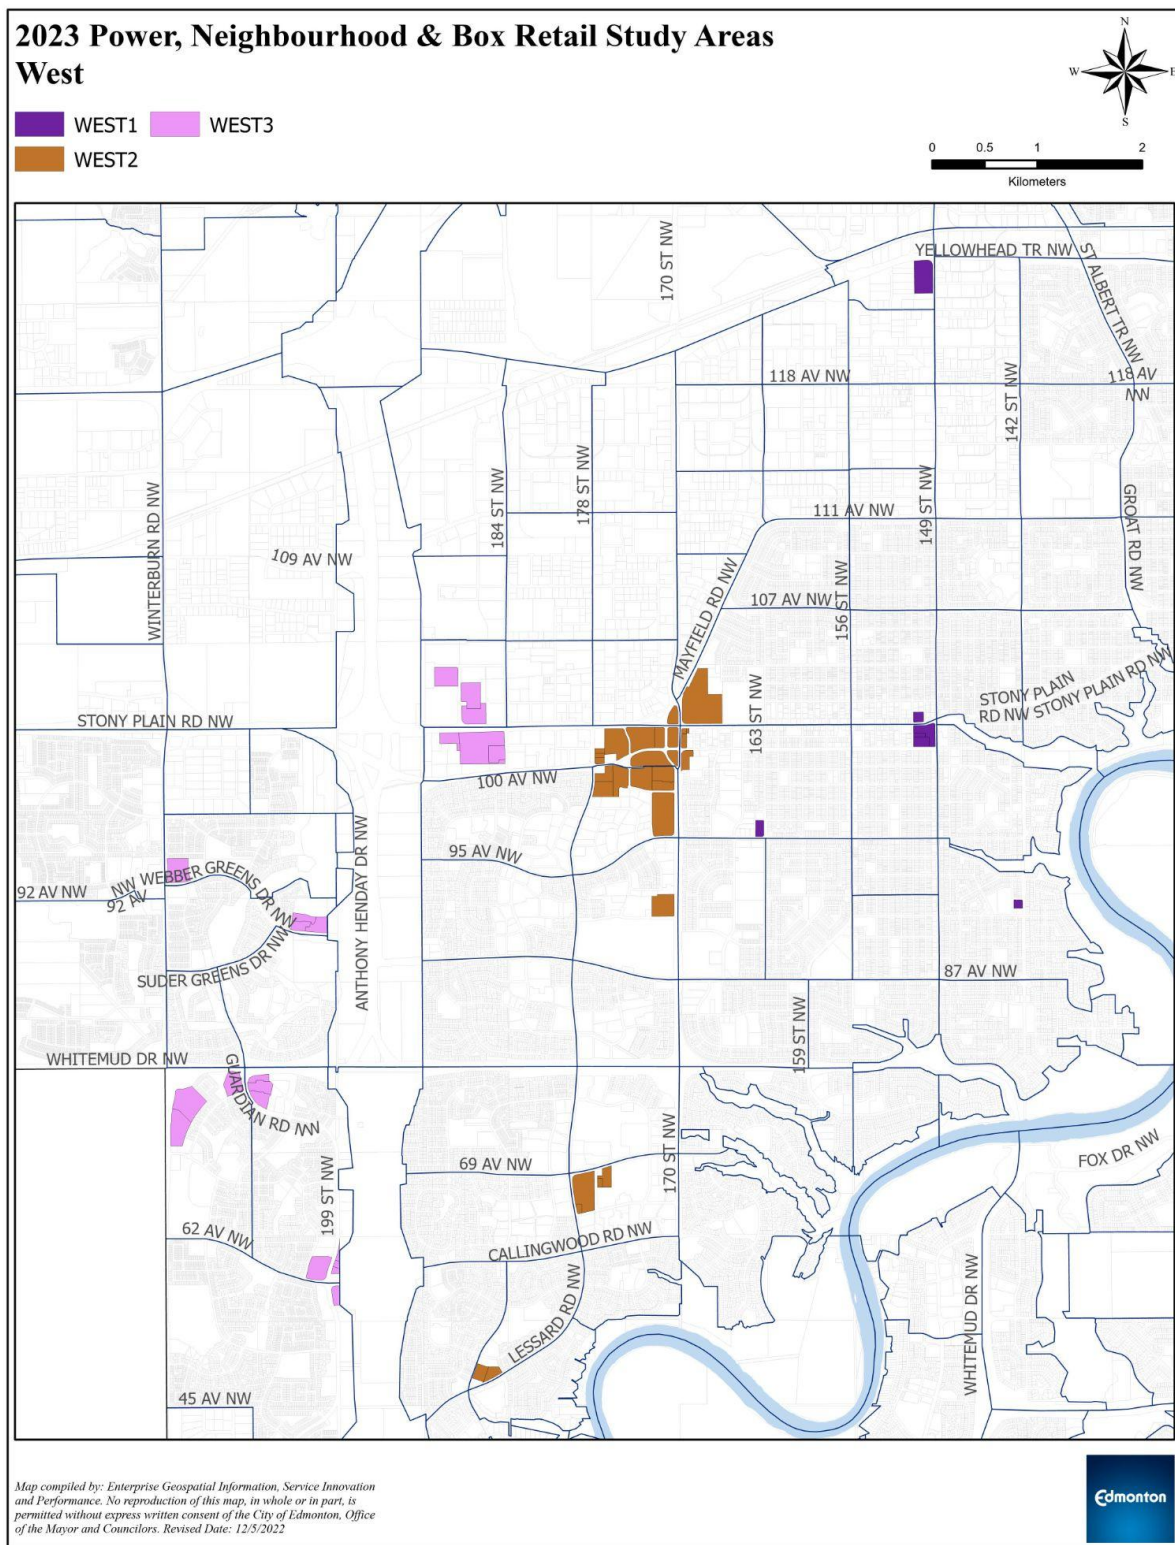 2023 Power, Neighbourhood & Box Retail Study Areas
West
N
W
E
S
WEST1
WEST3
WEST2
0 0.5 1 2
Kilometers
170 ST NW
YELLOWHEAD TR NW
ST ALBERT TR NW
118 AV NW
118 AV
NW
142 ST NW
149 ST NW
178 ST NW
184 ST NW
WINTERBURN RD NW
GROAT RD NW
111 AV NW
109 AV NW
156 ST NW
MAYFIELD RD NW
107 AV NW
STONY PLAIN
RD NW
STONY PLAIN RD NW
163 ST NW
STONY PLAIN RD NW
100 AV NW
ANTHONY HENDAY DR NW
95 AV NW
NW WEBBER GREENS DR NW
92 AV NW
92 AV
SUDER GREENS DR NW
87 AV NW
159 ST NW
WHITEMUD DR NW
GUARDIAN RD NW
170 ST NW
FOX DR NW
69 AV NW
199 ST NW
62 AV NW
CALLINGWOOD RD NW
LESSARD RD NW
WHITEMUD DR NW
45 AV NW
Map compiled by: Enterprise Geospatial Information, Service Innovation
and Performance. No reproduction of this map, in whole or in part, is
permitted without express written consent of the City of Edmonton, Office
of the Mayor and Councilors. Revised Date: 12/5/2022
Edmonton